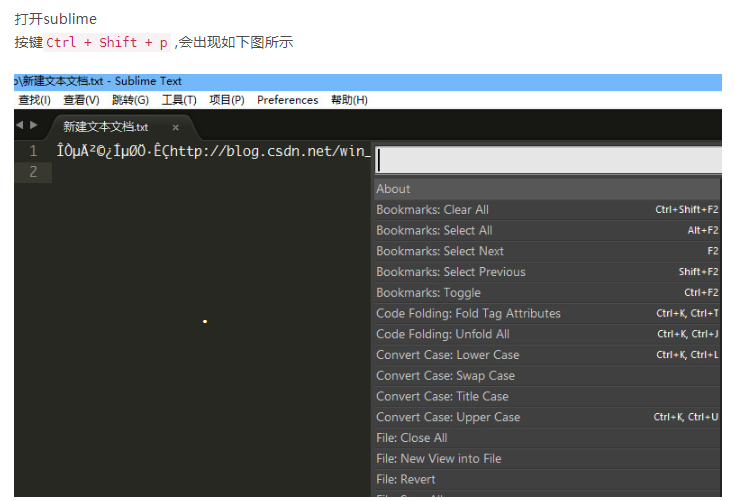 打开sublime
按键 Ctrl + Shift + p ,会出现如下图所示
o\新建文本文档.txt - Sublime Text
查找(I) 查看(V) 跳转(G) 工具(T) 项目(P) Preferences 帮助(H)
新建文本文档.txt ×
1 ÎÒµÄ²©¿ÍµØÖ·ÊÇhttp://blog.csdn.net/win_
2
About
Bookmarks: Clear All Ctrl+Shift+F2
Bookmarks: Select All Alt+F2
Bookmarks: Select Next F2
Bookmarks: Select Previous Shift+F2
Bookmarks: Toggle Ctrl+F2
Code Folding: Fold Tag Attributes Ctrl+K, Ctrl+T
Code Folding: Unfold All Ctrl+K, Ctrl+J
Convert Case: Lower Case Ctrl+K, Ctrl+L
Convert Case: Swap Case
Convert Case: Title Case
Convert Case: Upper Case Ctrl+K, Ctrl+U
File: Close All
File: New View into File
File: Revert